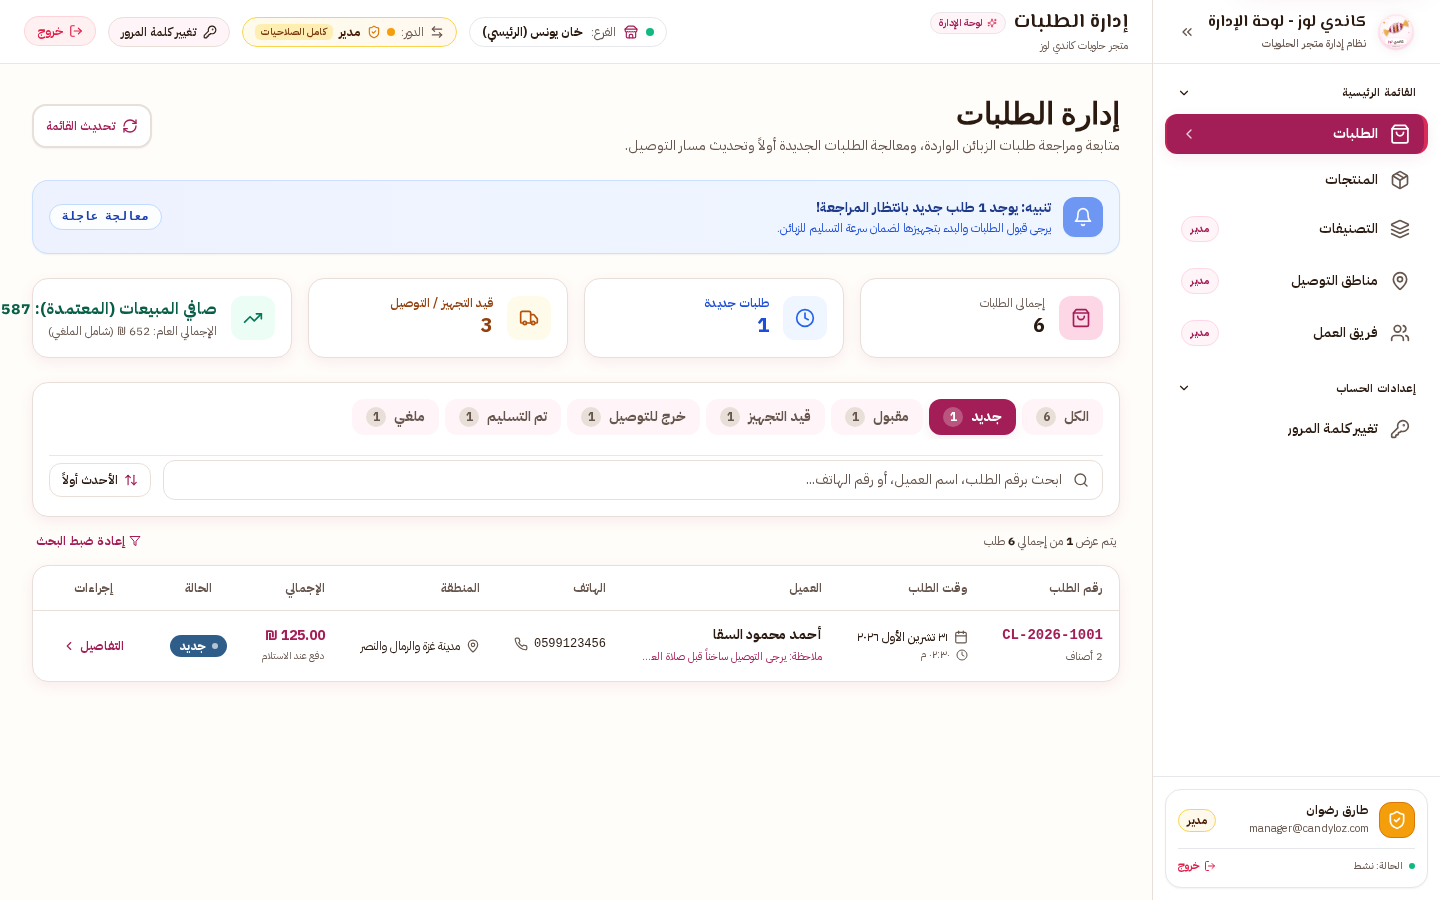 كاندي لوز - لوحة الإدارة
نظام إدارة متجر الحلويات
القائمة الرئيسية
الطلبات
المنتجات
التصنيفات
مدير
مناطق التوصيل
مدير
فريق العمل
مدير
إعدادات الحساب
تغيير كلمة المرور
طارق رضوان
manager@candyloz.com
مدير
الحالة: نشط
خروج
إدارة الطلبات
لوحة الإدارة
متجر حلويات كاندي لوز
الفرع: خان يونس (الرئيسي)
الدور: مدير كامل الصلاحيات
تغيير كلمة المرور
خروج
إدارة الطلبات
متابعة ومراجعة طلبات الزبائن الواردة، ومعالجة الطلبات الجديدة أولاً وتحديث مسار التوصيل.
تحديث القائمة
تنبيه: يوجد 1 طلب جديد بانتظار المراجعة!
يرجى قبول الطلبات والبدء بتجهيزها لضمان سرعة التسليم للزبائن.
معالجة عاجلة
إجمالي الطلبات
6
طلبات جديدة
1
قيد التجهيز / التوصيل
3
صافي المبيعات (المعتمدة): 587
الإجمالي العام: 652 ₪ (شامل الملغي)
الكل 6
جديد 1
مقبول 1
قيد التجهيز 1
خرج للتوصيل 1
تم التسليم 1
ملغي 1
ابحث برقم الطلب، اسم العميل، أو رقم الهاتف...
الأحدث أولاً
يتم عرض 1 من إجمالي 6 طلب
إعادة ضبط البحث
رقم الطلب وقت الطلب العميل الهاتف المنطقة الإجمالي الحالة إجراءات
CL-2026-1001
2 أصناف
٣١ تشرين الأول ٢٠٢٦
٠٢:٣٠ م
أحمد محمود السقا
ملاحظة: يرجى التوصيل ساخناً قبل صلاة الع...
0599123456
مدينة غزة والرمال والنصر
125.00 ₪
دفع عند الاستلام
جديد
التفاصيل